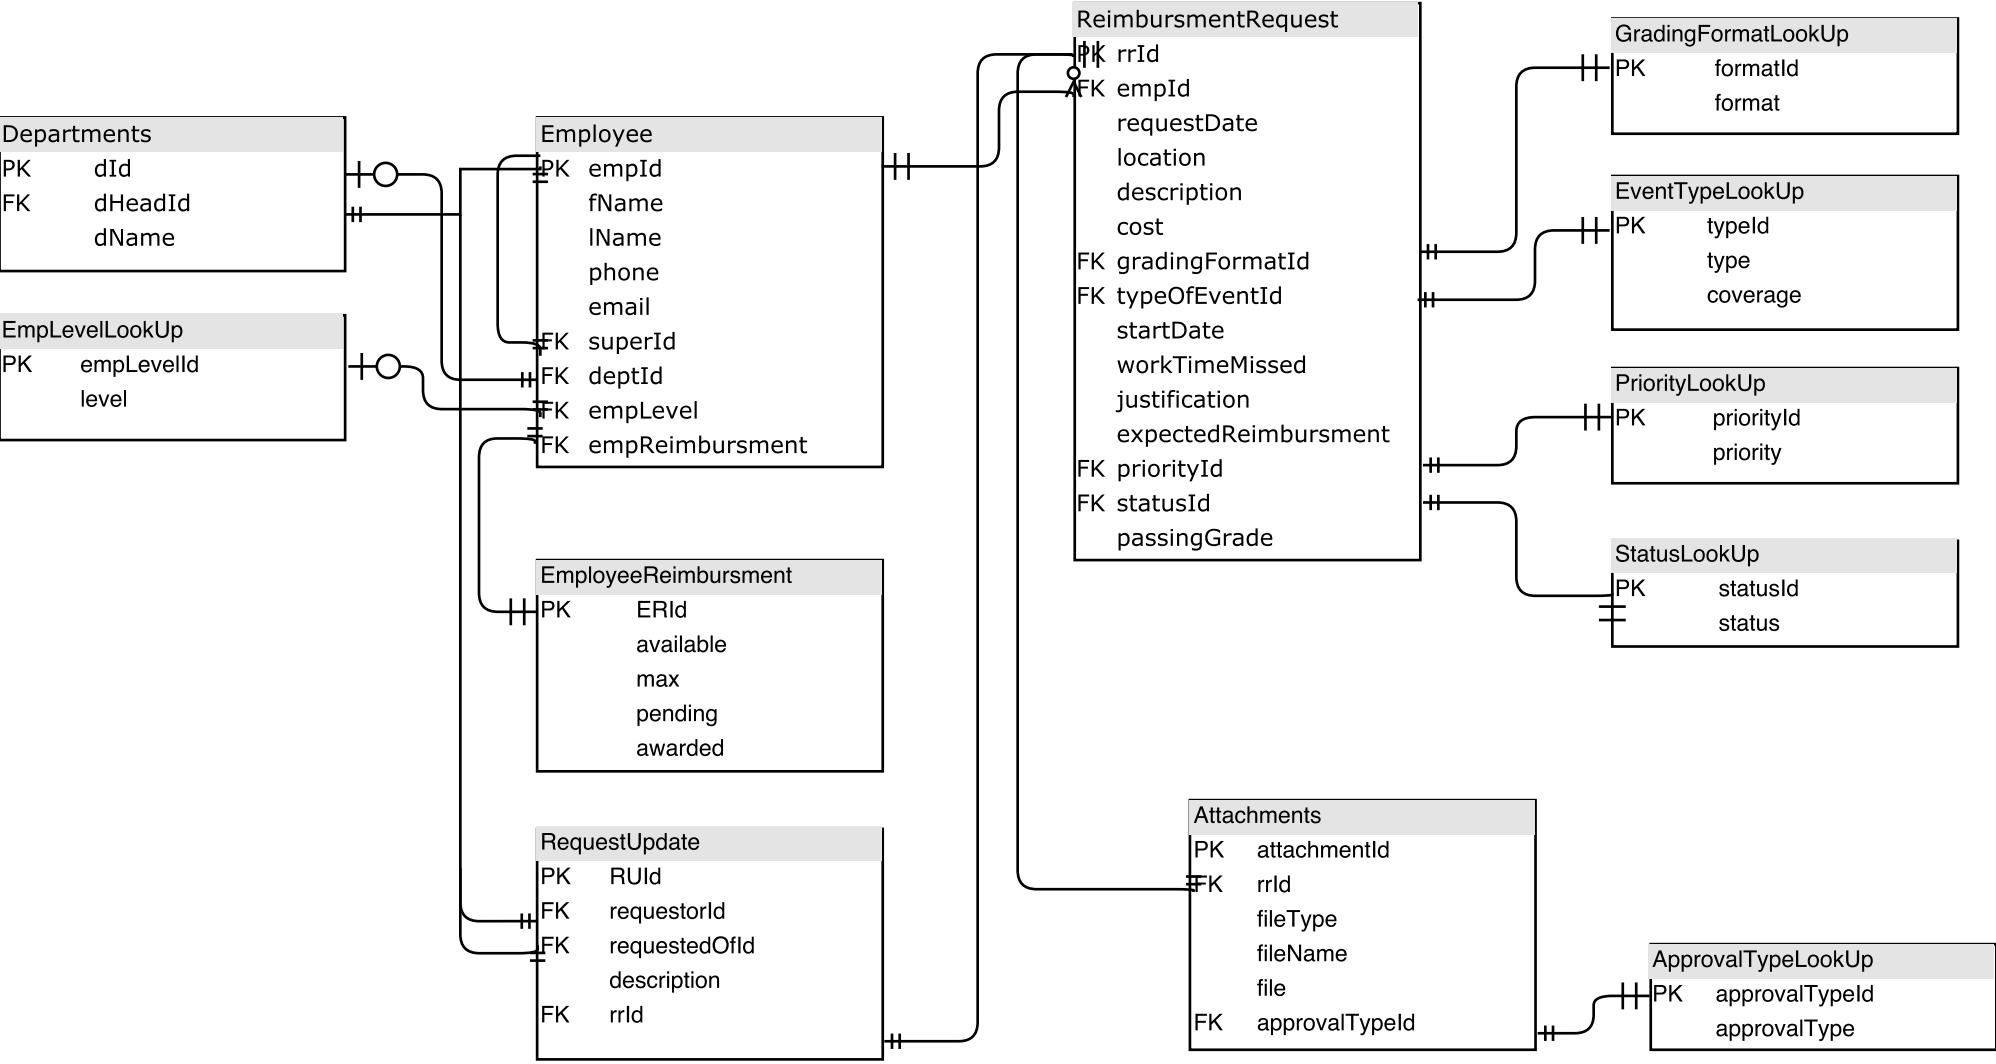 Departments
PK dId
FK dHeadId
dName
EmpLevelLookUp
PK empLevelId
level
Employee
PK empId
fName
lName
phone
email
FK superId
FK deptId
FK empLevel
FK empReimbursment
EmployeeReimbursment
PK ERId
available
max
pending
awarded
RequestUpdate
PK RUId
FK requestorId
FK requestedOfId
description
FK rrId
ReimbursmentRequest
PK rrId
FK empId
requestDate
location
description
cost
FK gradingFormatId
FK typeOfEventId
startDate
workTimeMissed
justification
expectedReimbursment
FK priorityId
FK statusId
passingGrade
Attachments
PK attachmentId
FK rrId
fileType
fileName
file
FK approvalTypeId
GradingFormatLookUp
PK formatId
format
EventTypeLookUp
PK typeId
type
coverage
PriorityLookUp
PK priorityId
priority
StatusLookUp
PK statusId
status
ApprovalTypeLookUp
PK approvalTypeId
approvalType